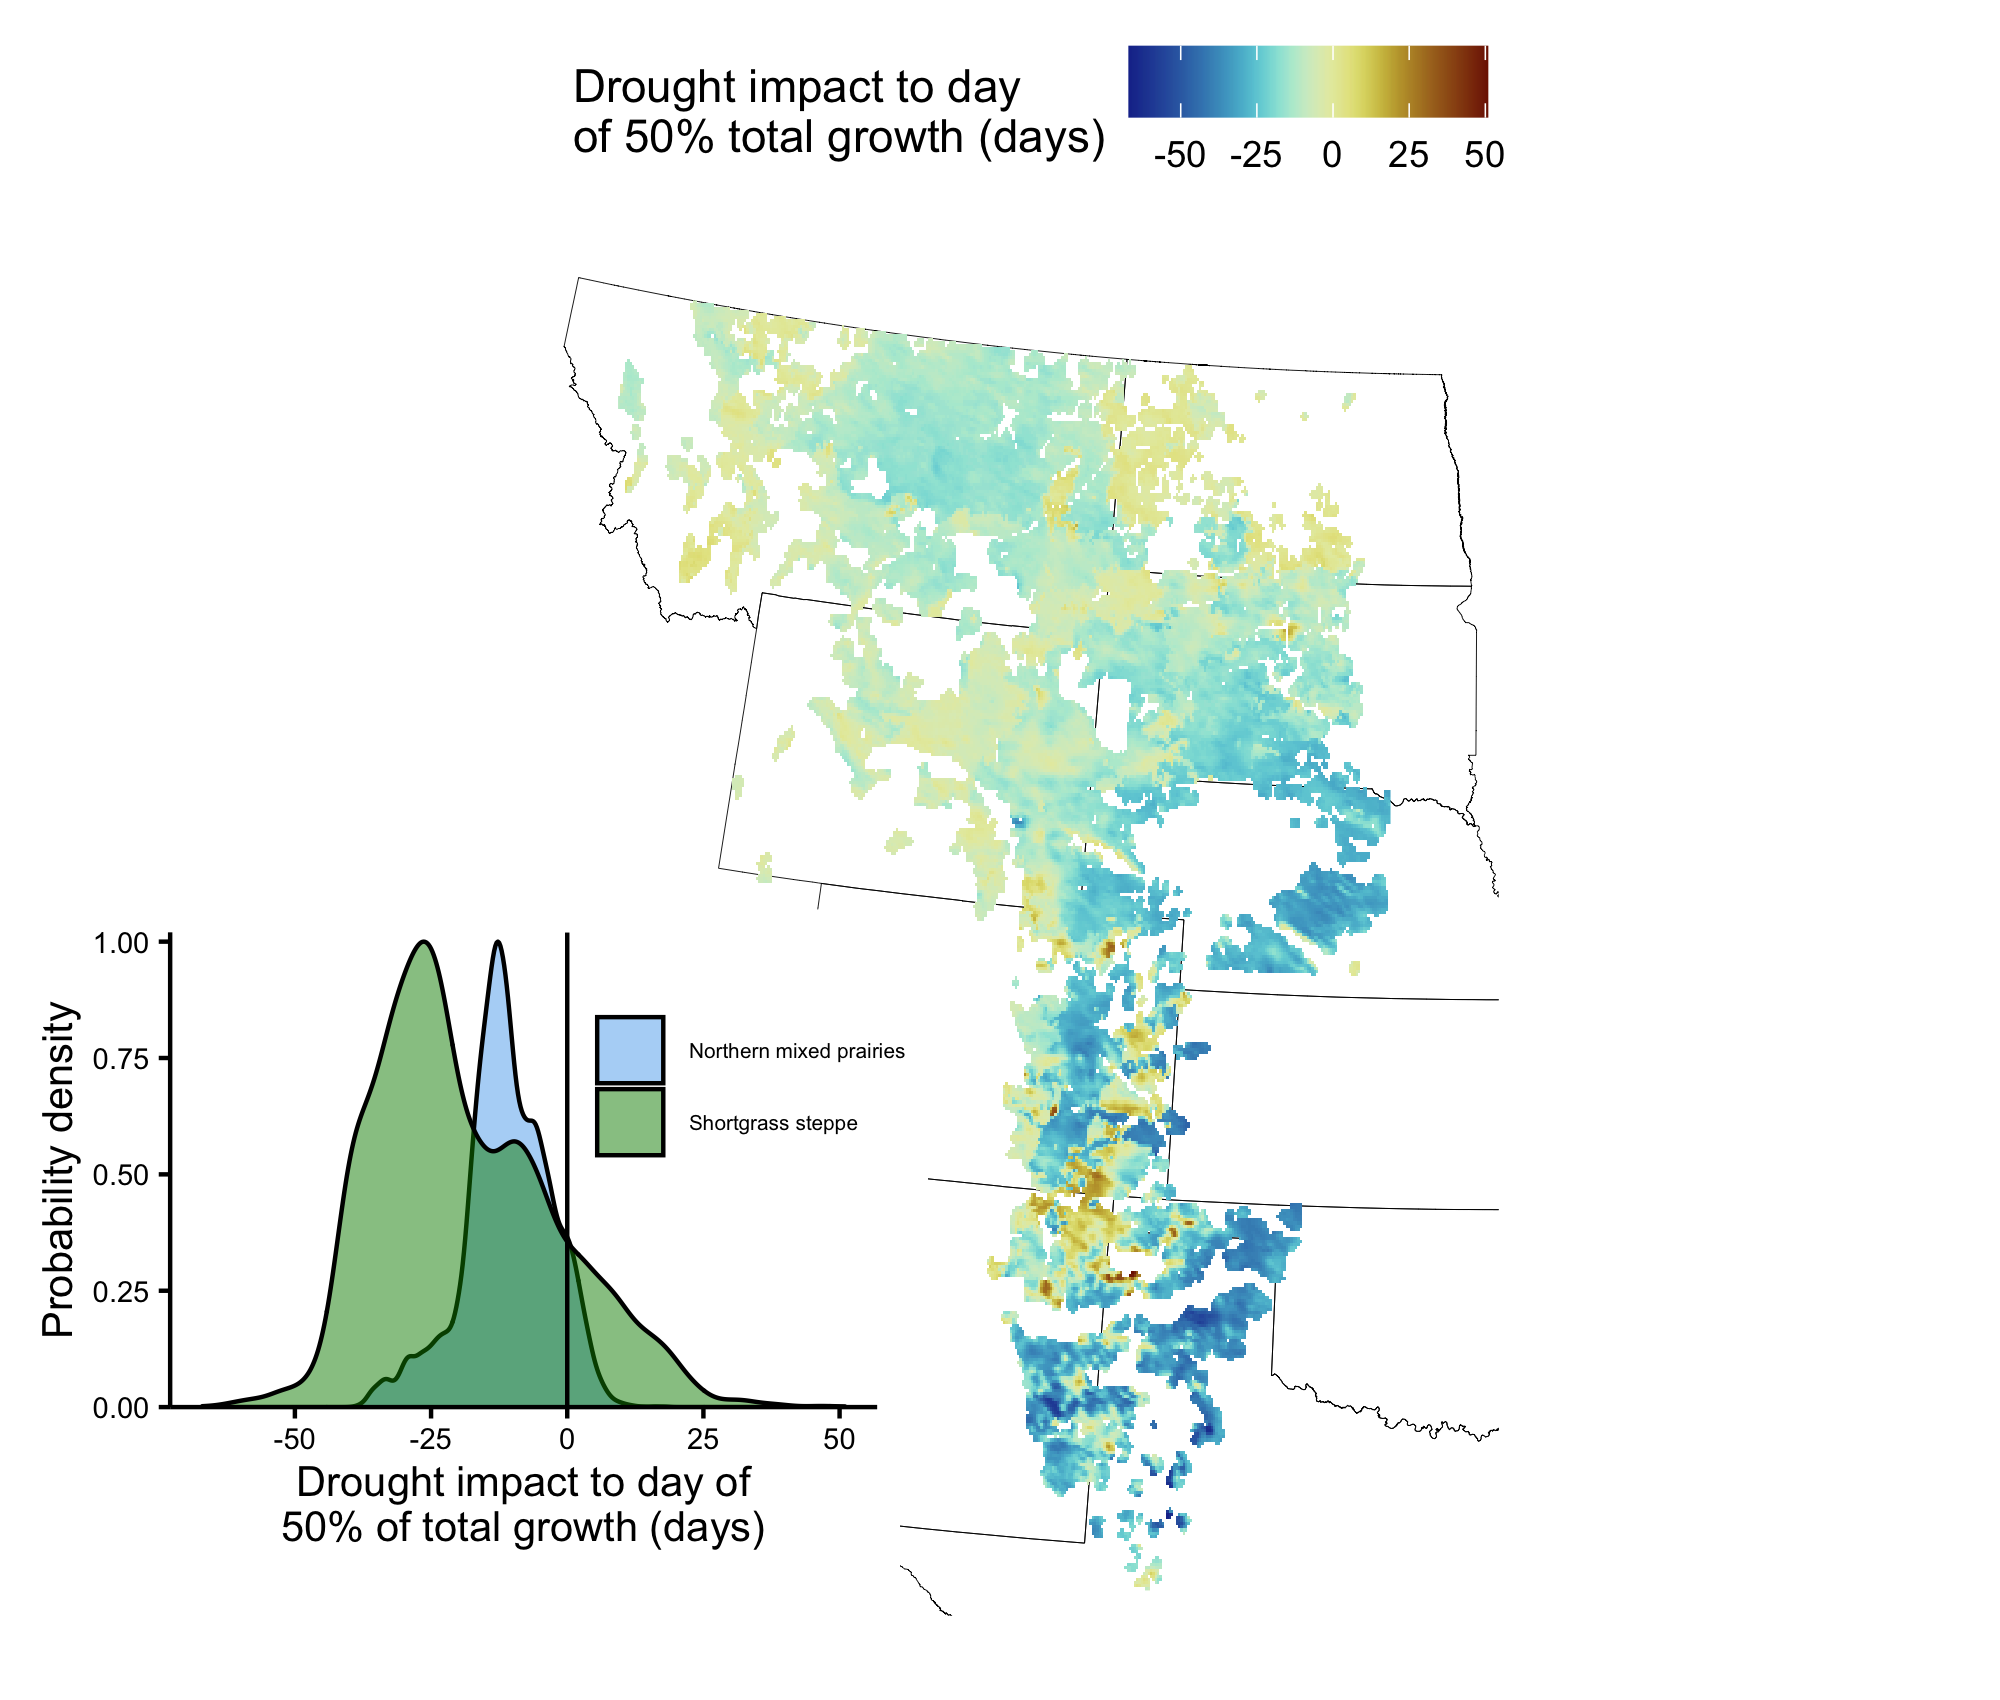 Drought impact to day
of 50% total growth (days)
-50 -25 0 25 50
1.00
0.75
0.50
0.25
0.00
Probability density
Northern mixed prairies
Shortgrass steppe
-50 -25 0 25 50
Drought impact to day of
50% of total growth (days)